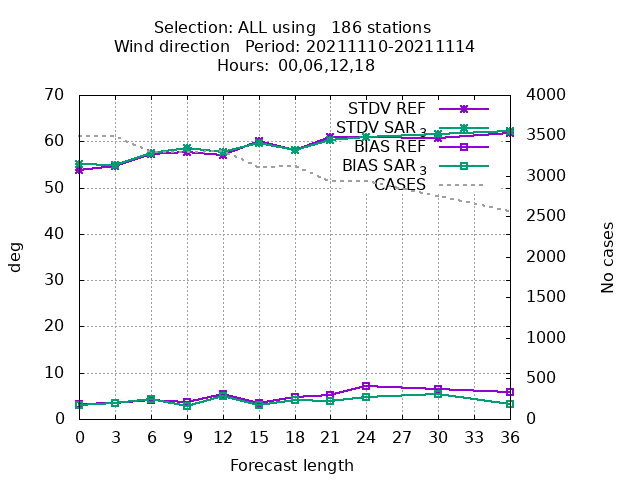 Selection: ALL using   186 stations
Wind direction   Period: 20211110-20211114
Hours:  00,06,12,18
STDV REF
STDV SAR 3
BIAS REF
BIAS SAR 3
CASES
70
60
50
40
30
20
10
0
4000
3500
3000
2500
2000
1500
1000
500
0
deg
No cases
0 3 6 9 12 15 18 21 24 27 30 33 36
Forecast length